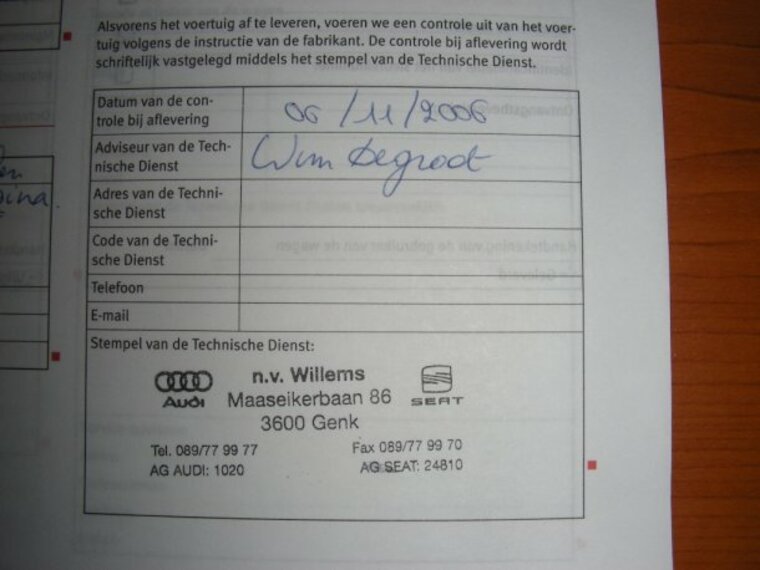 Alsvorens het voertuig af te leveren, voeren we een controle uit van het voer-
tuig volgens de instructie van de fabrikant. De controle bij aflevering wordt
schriftelijk vastgelegd middels het stempel van de Technische Dienst.
Datum van de con-
trole bij aflevering
06/11/2006
Adviseur van de Tech-
nische Dienst
Wim Degroot
Adres van de Techni-
sche Dienst
Code van de Techni-
sche Dienst
Telefoon
E-mail
Stempel van de Technische Dienst:
Audi
n.v. Willems
Maaseikerbaan 86
3600 Genk
SEAT
Tel. 089/77 99 77
Fax 089/77 99 70
AG AUDI: 1020
AG SEAT: 24810